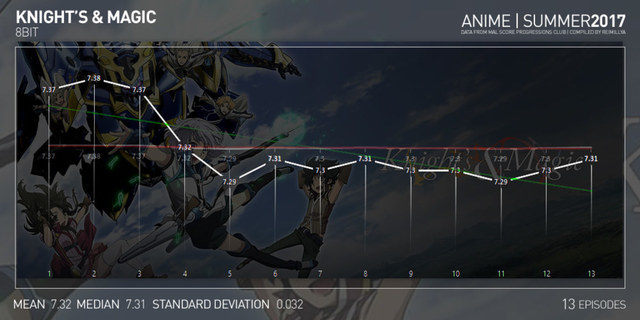 KNIGHT'S & MAGIC
8BIT
ANIME | SUMMER2017
DATA FROM MAL SCORE PROGRESSIONS CLUB | COMPILED BY REIMILLYA
7.37 7.38 7.37 7.32 7.29 7.31 7.3 7.31 7.3 7.3 7.29 7.3 7.31
Knight's & Magic
1 2 3 4 5 6 7 8 9 10 11 12 13
MEAN 7.32 MEDIAN 7.31 STANDARD DEVIATION 0.032
13 EPISODES